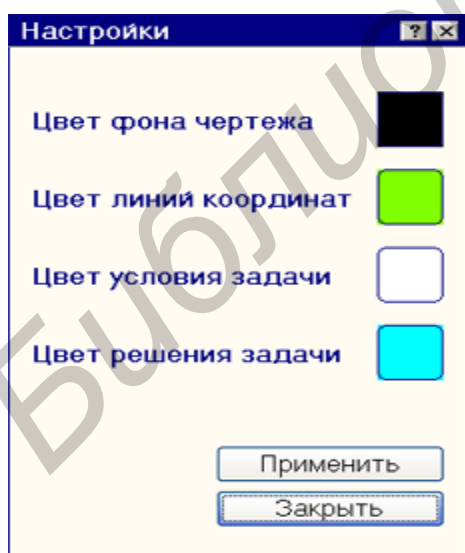 Настройки
Цвет фона чертежа
Цвет линий координат
Цвет условия задачи
Цвет решения задачи
Применить
Закрыть